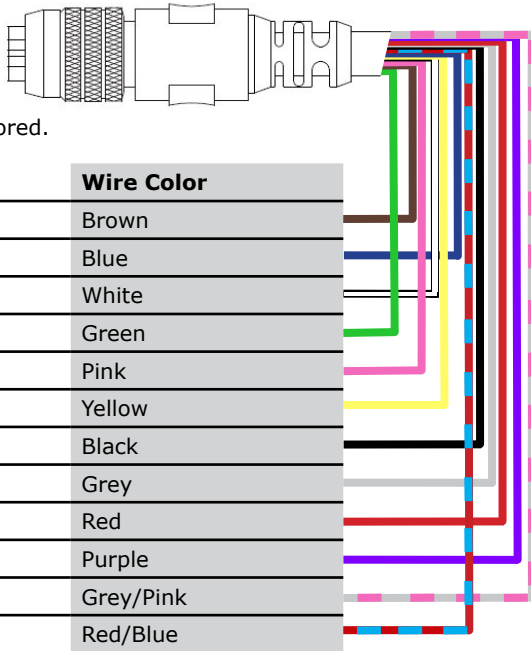 ored.
Wire Color
Brown
Blue
White
Green
Pink
Yellow
Black
Grey
Red
Purple
Grey/Pink
Red/Blue